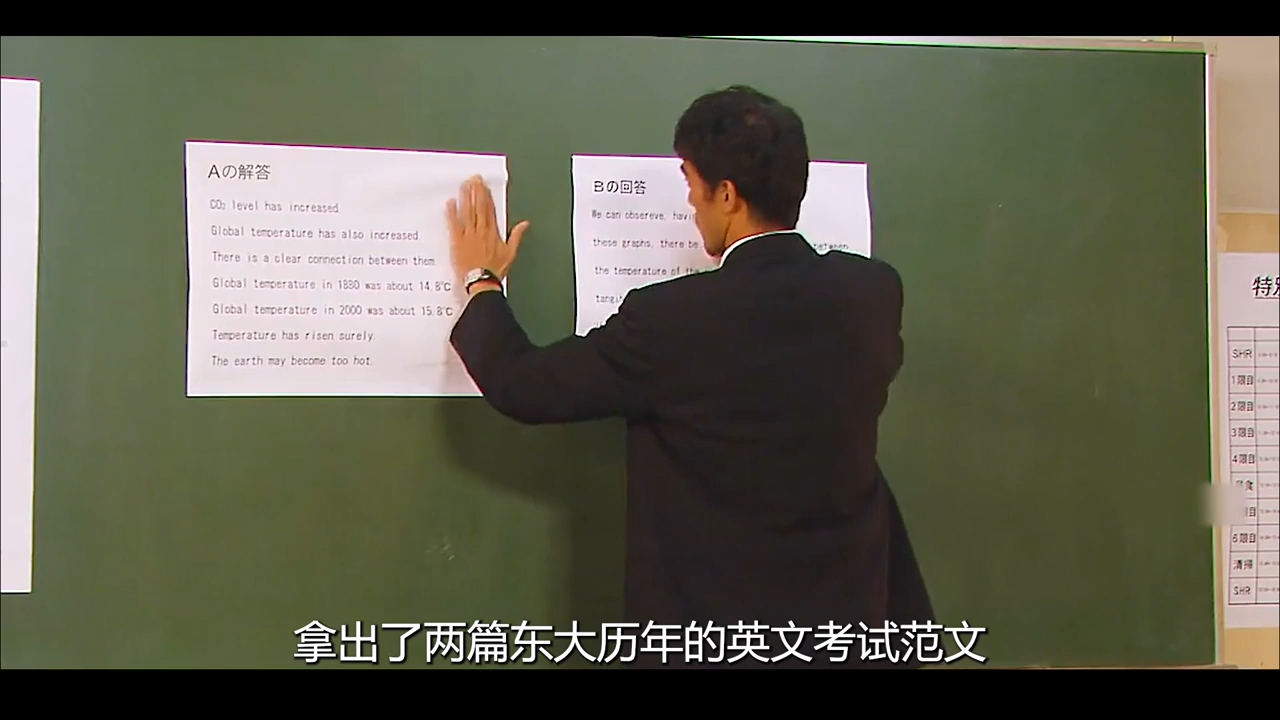 Aの解答
CO₂ level has increased.
Global temperature has also increased.
There is a clear connection between them.
Global temperature in 1880 was about 14.8℃
Global temperature in 2000 was about 15.8℃
Temperature has risen surely.
The earth may become too hot.
Bの回答
We can obsereve,
these graphs, there be between
the temperature of the
特
SHR
1限目
2限目
3限目
4限目
食
限目
6限目
清掃
SHR
拿出了两篇东大历年的英文考试范文